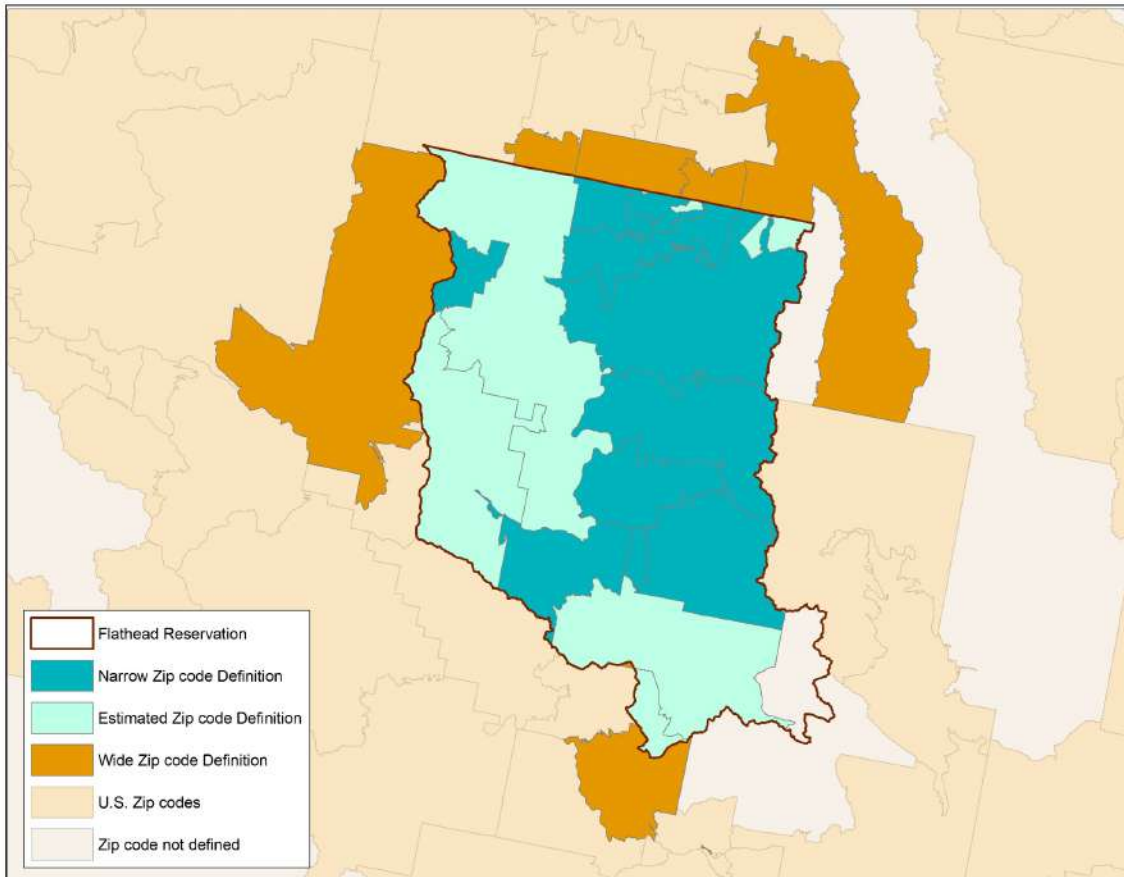 Flathead Reservation
Narrow Zip code Definition
Estimated Zip code Definition
Wide Zip code Definition
U.S. Zip codes
Zip code not defined